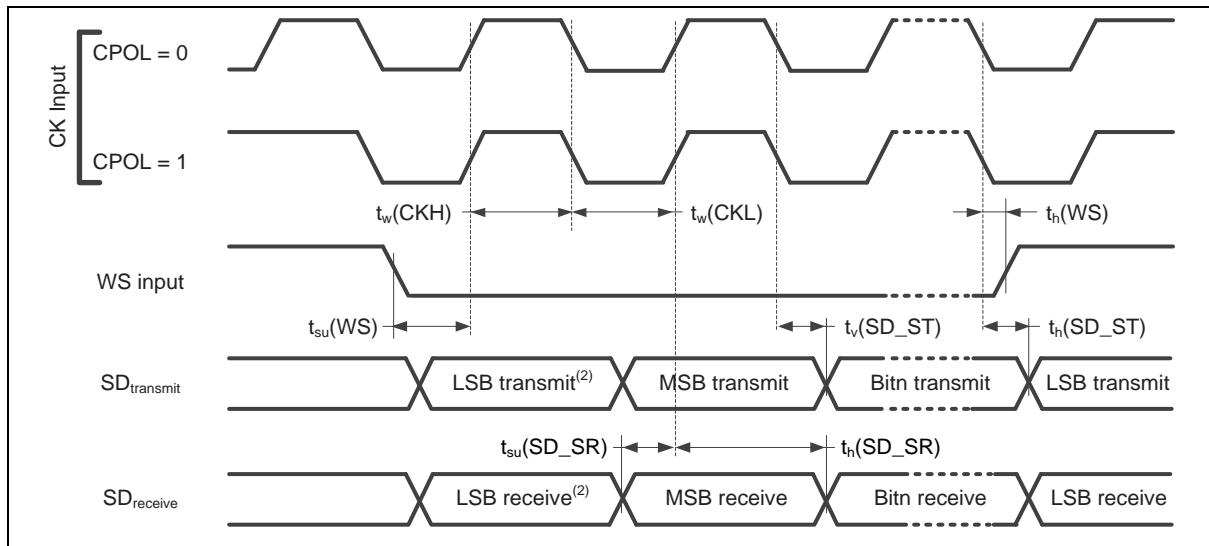 CK Input
CPOL = 0
CPOL = 1
tw(CKH)
tw(CKL)
th(WS)
WS input
tsu(WS)
tv(SD_ST)
th(SD_ST)
SDtransmit
LSB transmit(2)
MSB transmit
Bitn transmit
LSB transmit
tsu(SD_SR)
th(SD_SR)
SDreceive
LSB receive(2)
MSB receive
Bitn receive
LSB receive